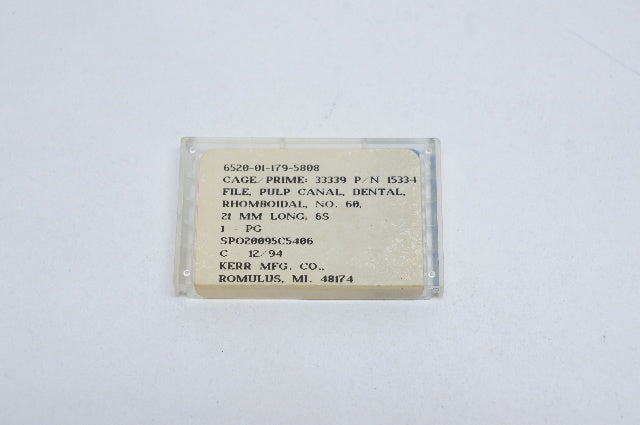 6520-01-179-5808
CAGE/PRIME: 33339 P/N 15334
FILE, PULP CANAL, DENTAL,
RHOMBOIDAL, NO. 60,
21 MM LONG, 6S
1 - PG
SPO20095C5406
C 12/94
KERR MFG. CO.,
ROMULUS, MI. 48174